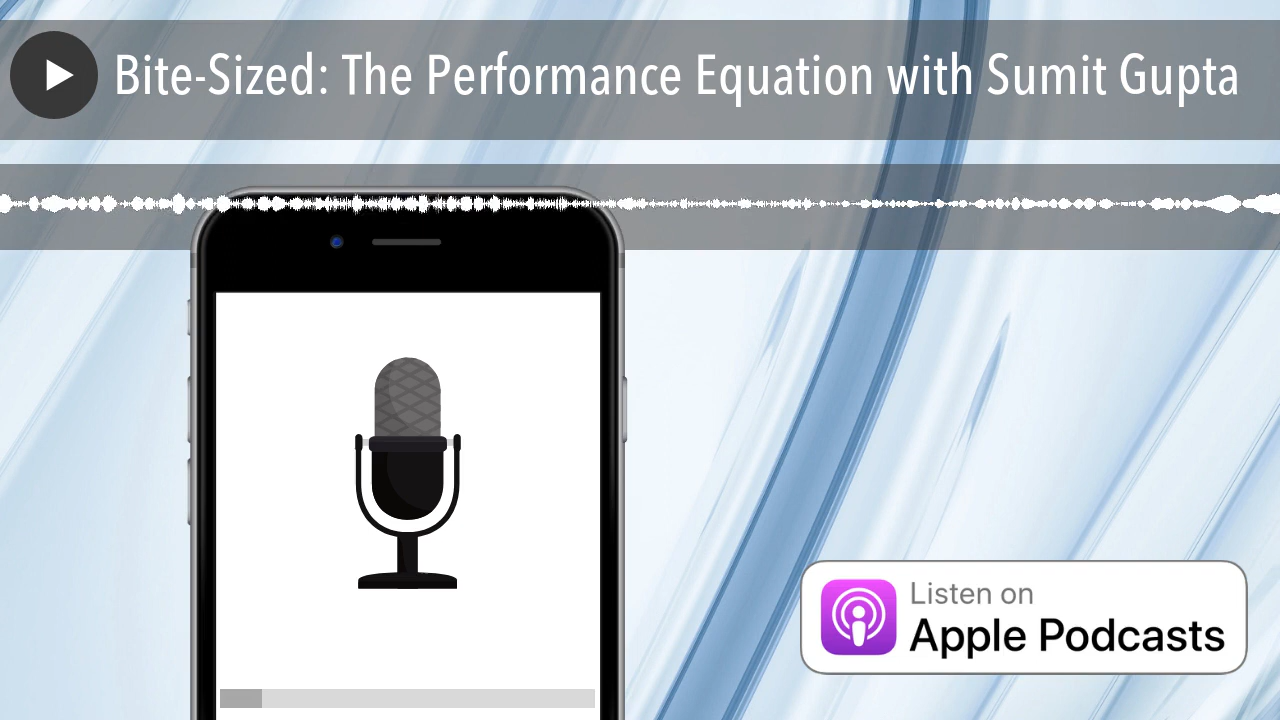 Bite-Sized: The Performance Equation with Sumit Gupta
Listen on
Apple Podcasts